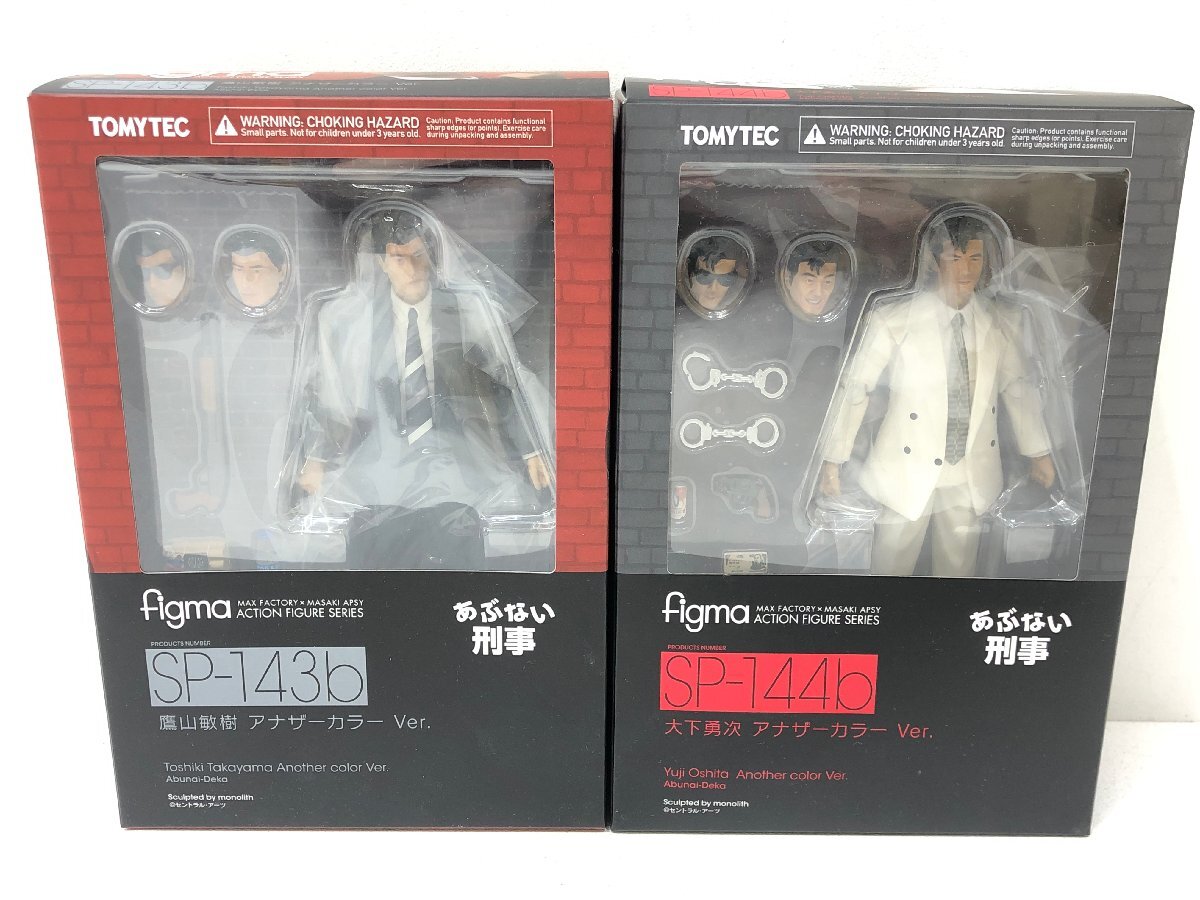 SP-143b
TOMYTEC
WARNING: CHOKING HAZARD
Small parts. Not for children under 3 years old.
Caution: Product contains functional
sharp edges (or points). Exercise care
during unpacking and assembly.
figma
MAX FACTORY × MASAKI APSY
ACTION FIGURE SERIES
あぶない
刑事
PRODUCTS NUMBER
SP-143b
鷹山敏樹 アナザーカラー Ver.
Toshiki Takayama Another color Ver.
Abunai-Deka
Sculpted by monolith
©セントラル・アーツ
SP-144b
TOMYTEC
WARNING: CHOKING HAZARD
Small parts. Not for children under 3 years old.
Caution: Product contains functional
sharp edges (or points). Exercise care
during unpacking and assembly.
figma
MAX FACTORY × MASAKI APSY
ACTION FIGURE SERIES
あぶない
刑事
PRODUCTS NUMBER
SP-144b
大下勇次 アナザーカラー Ver.
Yuji Oshita Another color Ver.
Abunai-Deka
Sculpted by monolith
©セントラル・アーツ